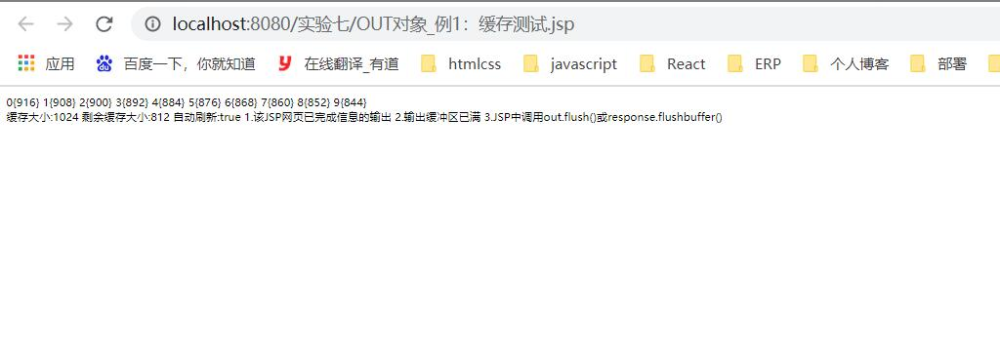 localhost:8080/实验七/OUT对象_例1：缓存测试.jsp
应用 百度一下，你就知道 在线翻译_有道 htmlcss javascript React ERP 个人博客 部署
0{916} 1{908} 2{900} 3{892} 4{884} 5{876} 6{868} 7{860} 8{852} 9{844}
缓存大小:1024 剩余缓存大小:812 自动刷新:true 1.该JSP网页已完成信息的输出 2.输出缓冲区已满 3.JSP中调用out.flush()或response.flushbuffer()